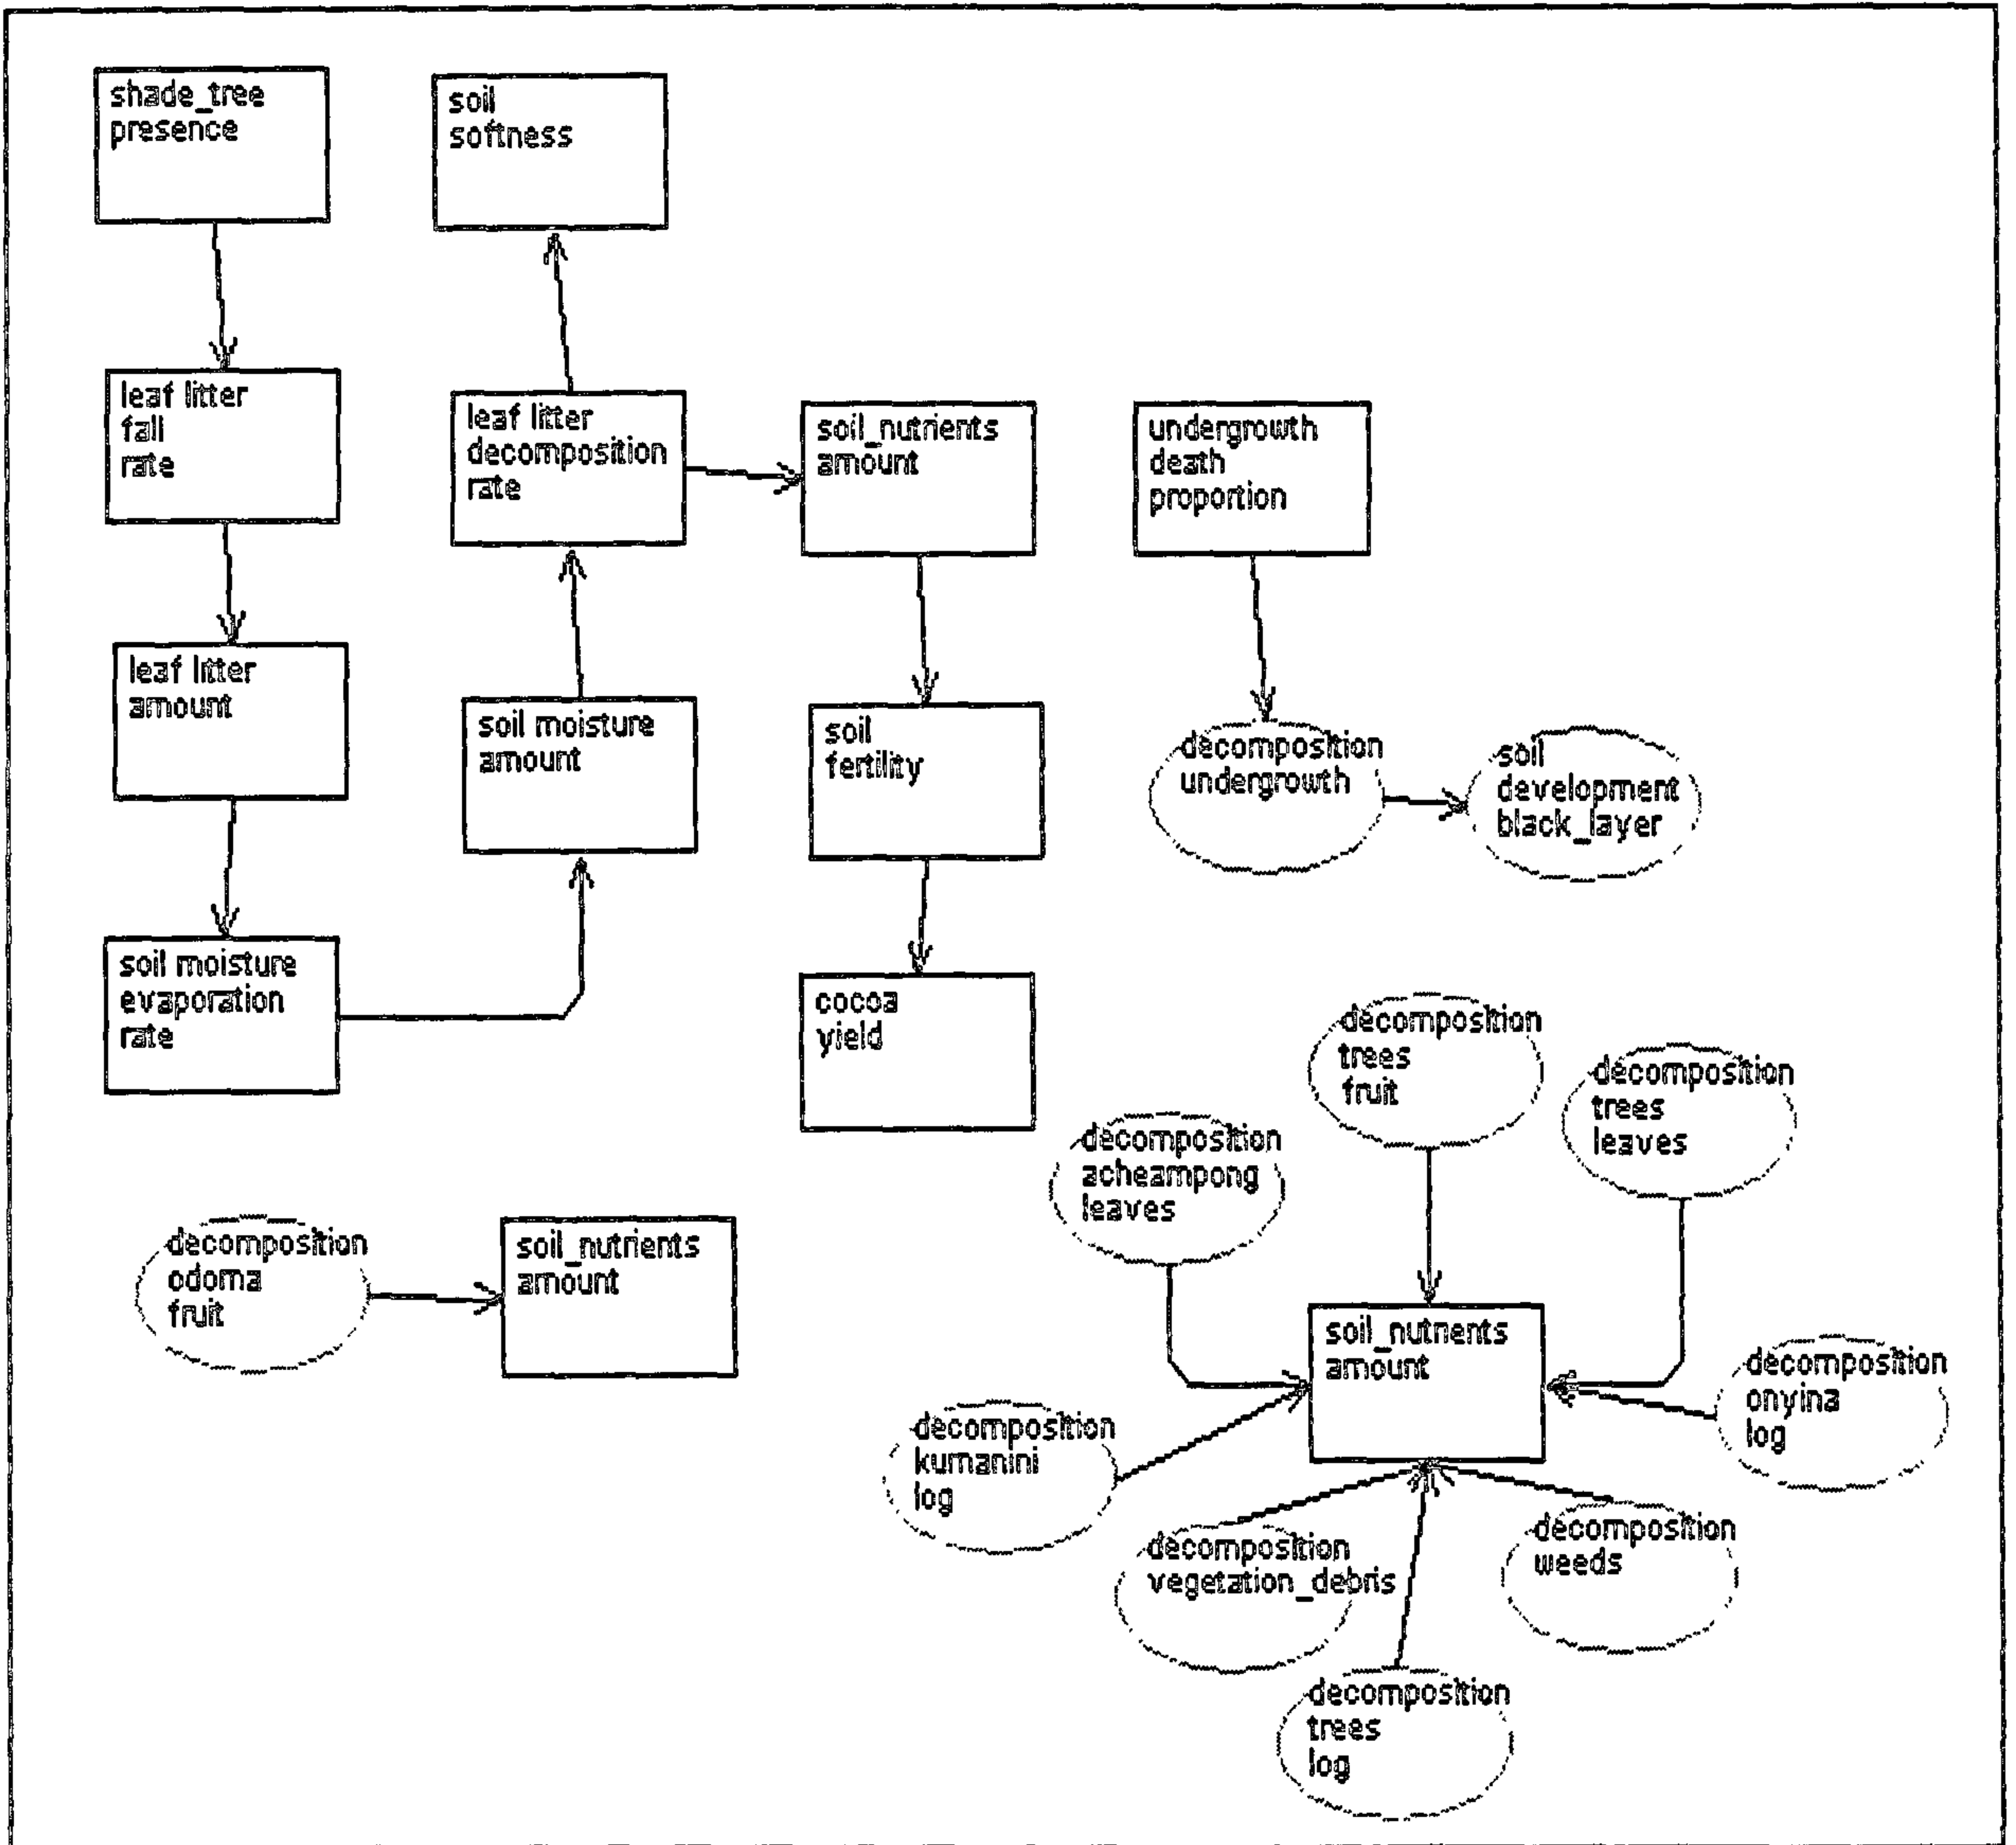 shade_tree
presence
soil
softness
leaf litter
fall
rate
leaf litter
decomposition
rate
soil_nutrients
amount
undergrowth
death
proportion
leaf litter
amount
soil moisture
amount
soil
fertility
decomposition
undergrowth
soil
development
black_layer
soil moisture
evaporation
rate
cocoa
yield
decomposition
trees
fruit
decomposition
trees
leaves
decomposition
acheampong
leaves
decomposition
odoma
fruit
soil_nutrients
amount
soil_nutrients
amount
decomposition
onyina
log
decomposition
kumanini
log
decomposition
vegetation_debris
decomposition
weeds
decomposition
trees
log